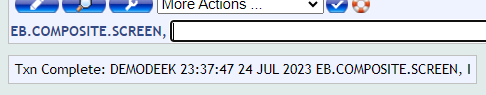 More Actions ...
EB.COMPOSITE.SCREEN,
Txn Complete: DEMODEEK 23:37:47 24 JUL 2023 EB.COMPOSITE.SCREEN, I